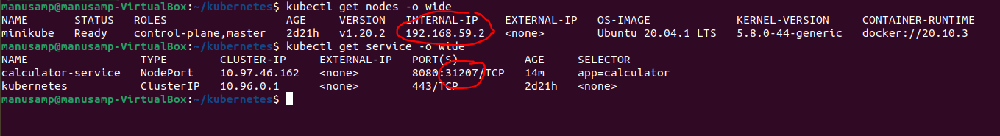 manusamp@manusamp-VirtualBox:~/kubernetes$ kubectl get nodes -o wide
NAME STATUS ROLES AGE VERSION INTERNAL-IP EXTERNAL-IP OS-IMAGE KERNEL-VERSION CONTAINER-RUNTIME
minikube Ready control-plane,master 2d21h v1.20.2 192.168.59.2 <none> Ubuntu 20.04.1 LTS 5.8.0-44-generic docker://20.10.3
manusamp@manusamp-VirtualBox:~/kubernetes$ kubectl get service -o wide
NAME TYPE CLUSTER-IP EXTERNAL-IP PORT(S) AGE SELECTOR
calculator-service NodePort 10.97.46.162 <none> 8080:31207/TCP 14m app=calculator
kubernetes ClusterIP 10.96.0.1 <none> 443/TCP 2d21h <none>
manusamp@manusamp-VirtualBox:~/kubernetes$